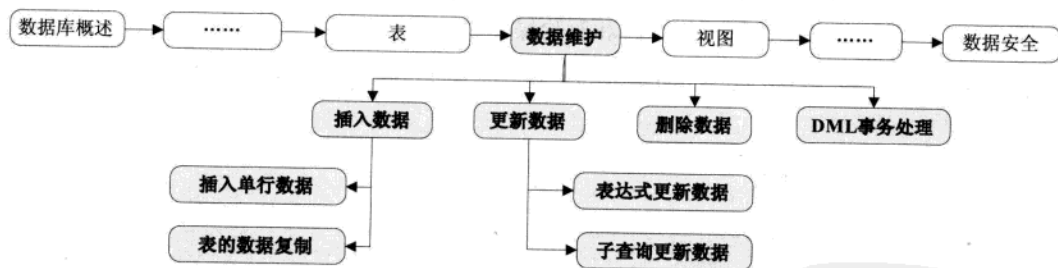 数据库概述
……
表
数据维护
视图
……
数据安全
插入数据
更新数据
删除数据
DML事务处理
插入单行数据
表达式更新数据
表的数据复制
子查询更新数据